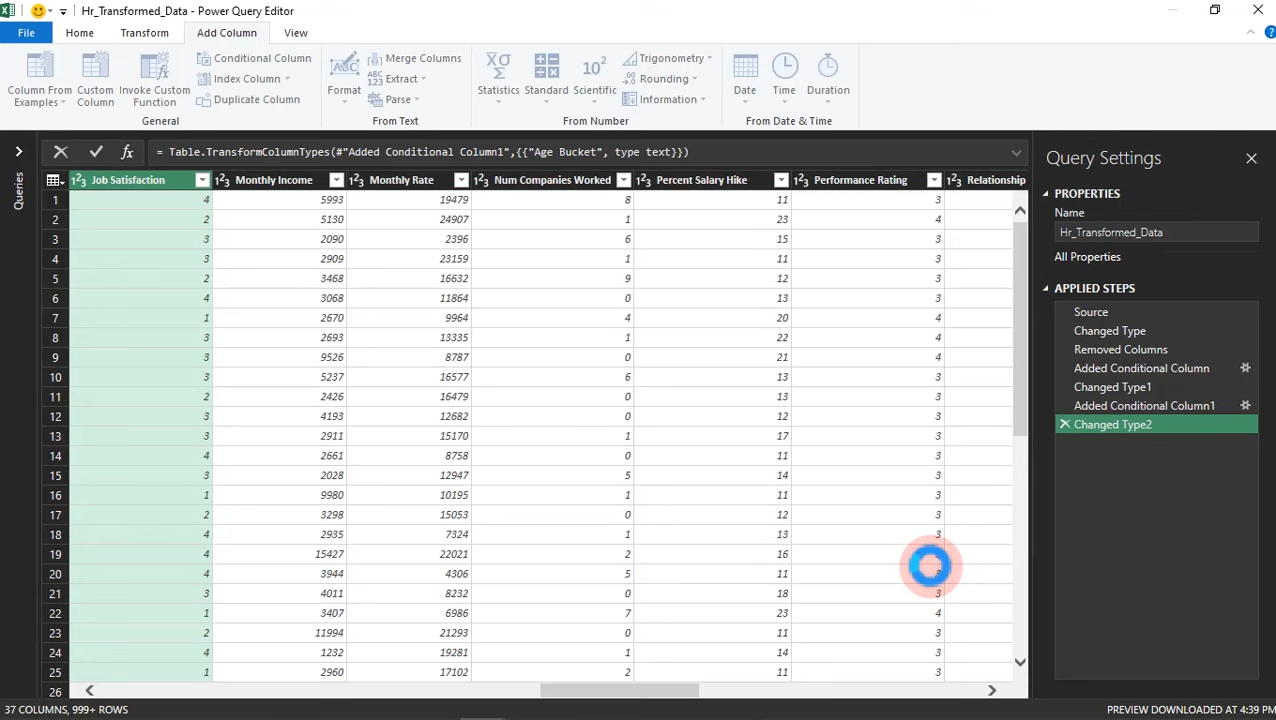 Hr_Transformed_Data - Power Query Editor
File Home Transform Add Column View
Column From Examples
Custom Column
Invoke Custom Function
Conditional Column
Index Column
Duplicate Column
General
Format
Merge Columns
Extract
Parse
From Text
Statistics
Standard
Scientific
Trigonometry
Rounding
Information
From Number
Date
Time
Duration
From Date & Time
Queries
= Table.TransformColumnTypes(#"Added Conditional Column1",{{"Age Bucket", type text}})
Job Satisfaction Monthly Income Monthly Rate Num Companies Worked Percent Salary Hike Performance Rating Relationship
1 4 5993 19479 8 11 3
2 2 5130 24907 1 23 4
3 3 2090 2396 6 15 3
4 3 2909 23159 1 11 3
5 2 3468 16632 9 12 3
6 4 3068 11864 0 13 3
7 1 2670 9964 4 20 4
8 3 2693 13335 1 22 4
9 3 9526 8787 0 21 4
10 3 5237 16577 6 13 3
11 2 2426 16479 0 13 3
12 3 4193 12682 0 12 3
13 3 2911 15170 1 17 3
14 4 2661 8758 0 11 3
15 3 2028 12947 5 14 3
16 1 9980 10195 1 11 3
17 2 3298 15053 0 12 3
18 4 2935 7324 1 13 3
19 4 15427 22021 2 16
20 4 3944 4306 5 11
21 3 4011 8232 0 18 3
22 1 3407 6986 7 23 4
23 2 11994 21293 0 11 3
24 4 1232 19281 1 14 3
25 1 2960 17102 2 11 3
26
Query Settings
PROPERTIES
Name
Hr_Transformed_Data
All Properties
APPLIED STEPS
Source
Changed Type
Removed Columns
Added Conditional Column
Changed Type1
Added Conditional Column1
Changed Type2
37 COLUMNS, 999+ ROWS
PREVIEW DOWNLOADED AT 4:39 PM